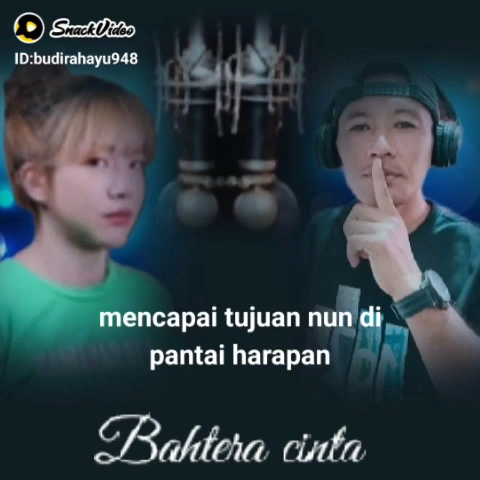 SnackVideo
ID:budirahayu948
mencapai tujuan nun di
pantai harapan
Bahtera cinta